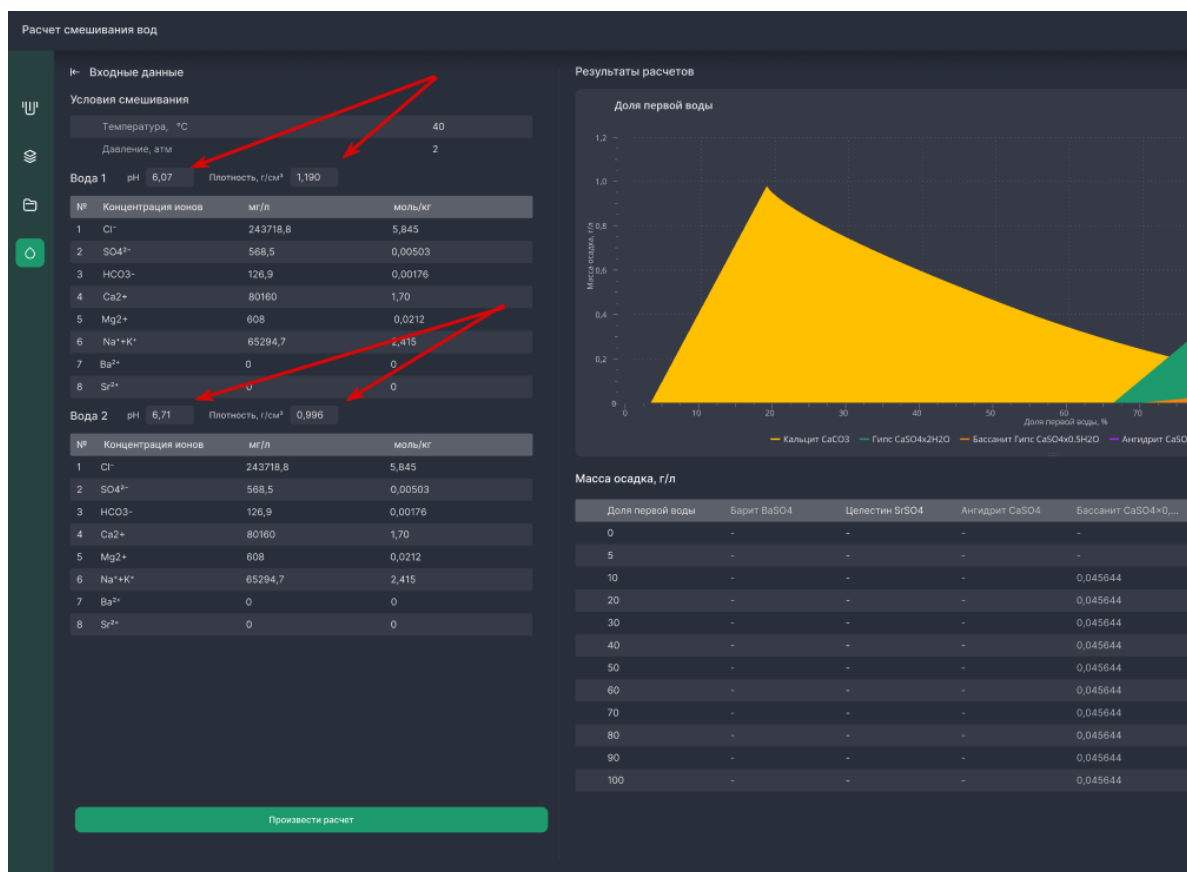 Расчет смешивания вод
Входные данные
Условия смешивания
Температура, °C 40
Давление, атм 2
Вода 1 pH 6,07 Плотность, г/см³ 1,190
№ Концентрация ионов мг/л моль/кг
1 Cl⁻ 243718,8 5,845
2 SO4²⁻ 568,5 0,00503
3 HCO3- 126,9 0,00176
4 Ca2+ 80160 1,70
5 Mg2+ 608 0,0212
6 Na⁺+K⁺ 65294,7 2,415
7 Ba²⁺ 0 0
8 Sr²⁺ 0 0
Вода 2 pH 6,71 Плотность, г/см³ 0,996
№ Концентрация ионов мг/л моль/кг
1 Cl⁻ 243718,8 5,845
2 SO4²⁻ 568,5 0,00503
3 HCO3- 126,9 0,00176
4 Ca2+ 80160 1,70
5 Mg2+ 608 0,0212
6 Na⁺+K⁺ 65294,7 2,415
7 Ba²⁺ 0 0
8 Sr²⁺ 0 0
Произвести расчет
Результаты расчетов
Доля первой воды
Масса осадка, г/л
1,2
1,0
0,8
0,6
0,4
0,2
0
0 10 20 30 40 50 60 70
Доля первой воды, %
Кальцит CaCO3 Гипс CaSO4x2H2O Бассанит Гипс CaSO4x0.5H2O Ангидрит CaSO
Масса осадка, г/л
Доля первой воды Барит BaSO4 Целестин SrSO4 Ангидрит CaSO4 Бассанит CaSO4×0,...
0 - - - -
5 - - - -
10 - - - 0,045644
20 - - - 0,045644
30 - - - 0,045644
40 - - - 0,045644
50 - - - 0,045644
60 - - - 0,045644
70 - - - 0,045644
80 - - - 0,045644
90 - - - 0,045644
100 - - - 0,045644